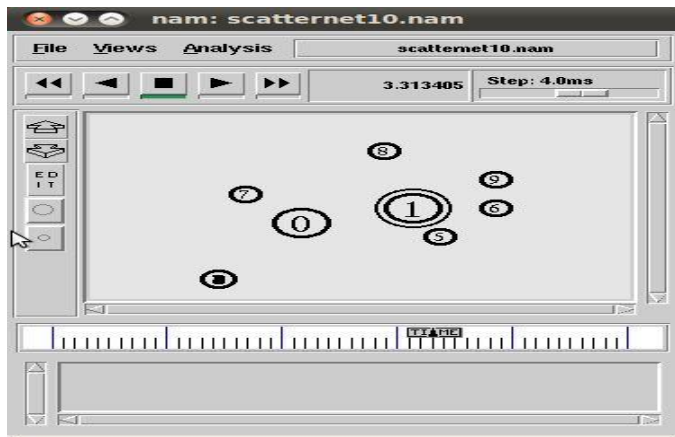 nam: scatternet10.nam
File Views Analysis scatternet10.nam
3.313405 Step: 4.0ms
E D
I T
8
7
9
1
6
0
5
TIME